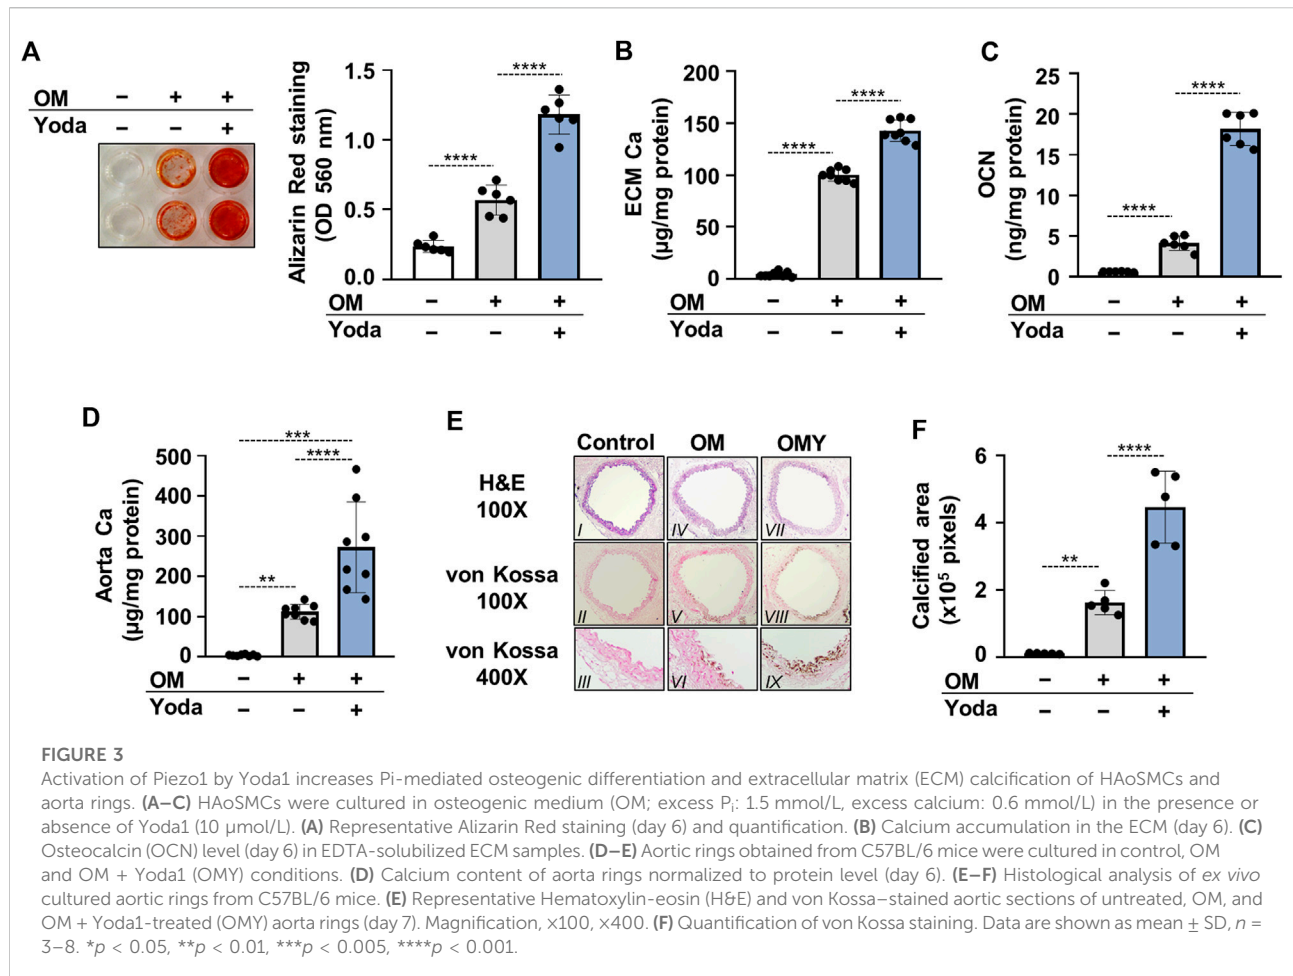 A
OM – + +
Yoda – – +
Alizarin Red staining
(OD 560 nm)
1.5
1.0
0.5
0.0
****
****
OM – + +
Yoda – – +
B
ECM Ca
(µg/mg protein)
200
150
100
50
0
****
****
OM – + +
Yoda – – +
C
OCN
(ng/mg protein)
25
20
15
10
5
0
****
****
OM – + +
Yoda – – +
D
Aorta Ca
(µg/mg protein)
500
400
300
200
100
0
***
****
**
OM – + +
Yoda – – +
E
Control OM OMY
H&E
100X
I IV VII
von Kossa
100X
II V VIII
von Kossa
400X
III VI IX
F
Calcified area
(x10⁵ pixels)
6
4
2
0
****
**
OM – + +
Yoda – – +
FIGURE 3
Activation of Piezo1 by Yoda1 increases Pi-mediated osteogenic differentiation and extracellular matrix (ECM) calcification of HAoSMCs and
aorta rings. (A–C) HAoSMCs were cultured in osteogenic medium (OM; excess Pᵢ: 1.5 mmol/L, excess calcium: 0.6 mmol/L) in the presence or
absence of Yoda1 (10 µmol/L). (A) Representative Alizarin Red staining (day 6) and quantification. (B) Calcium accumulation in the ECM (day 6). (C)
Osteocalcin (OCN) level (day 6) in EDTA-solubilized ECM samples. (D–E) Aortic rings obtained from C57BL/6 mice were cultured in control, OM
and OM + Yoda1 (OMY) conditions. (D) Calcium content of aorta rings normalized to protein level (day 6). (E–F) Histological analysis of ex vivo
cultured aortic rings from C57BL/6 mice. (E) Representative Hematoxylin-eosin (H&E) and von Kossa–stained aortic sections of untreated, OM, and
OM + Yoda1-treated (OMY) aorta rings (day 7). Magnification, ×100, ×400. (F) Quantification of von Kossa staining. Data are shown as mean ± SD, n =
3–8. *p < 0.05, **p < 0.01, ***p < 0.005, ****p < 0.001.